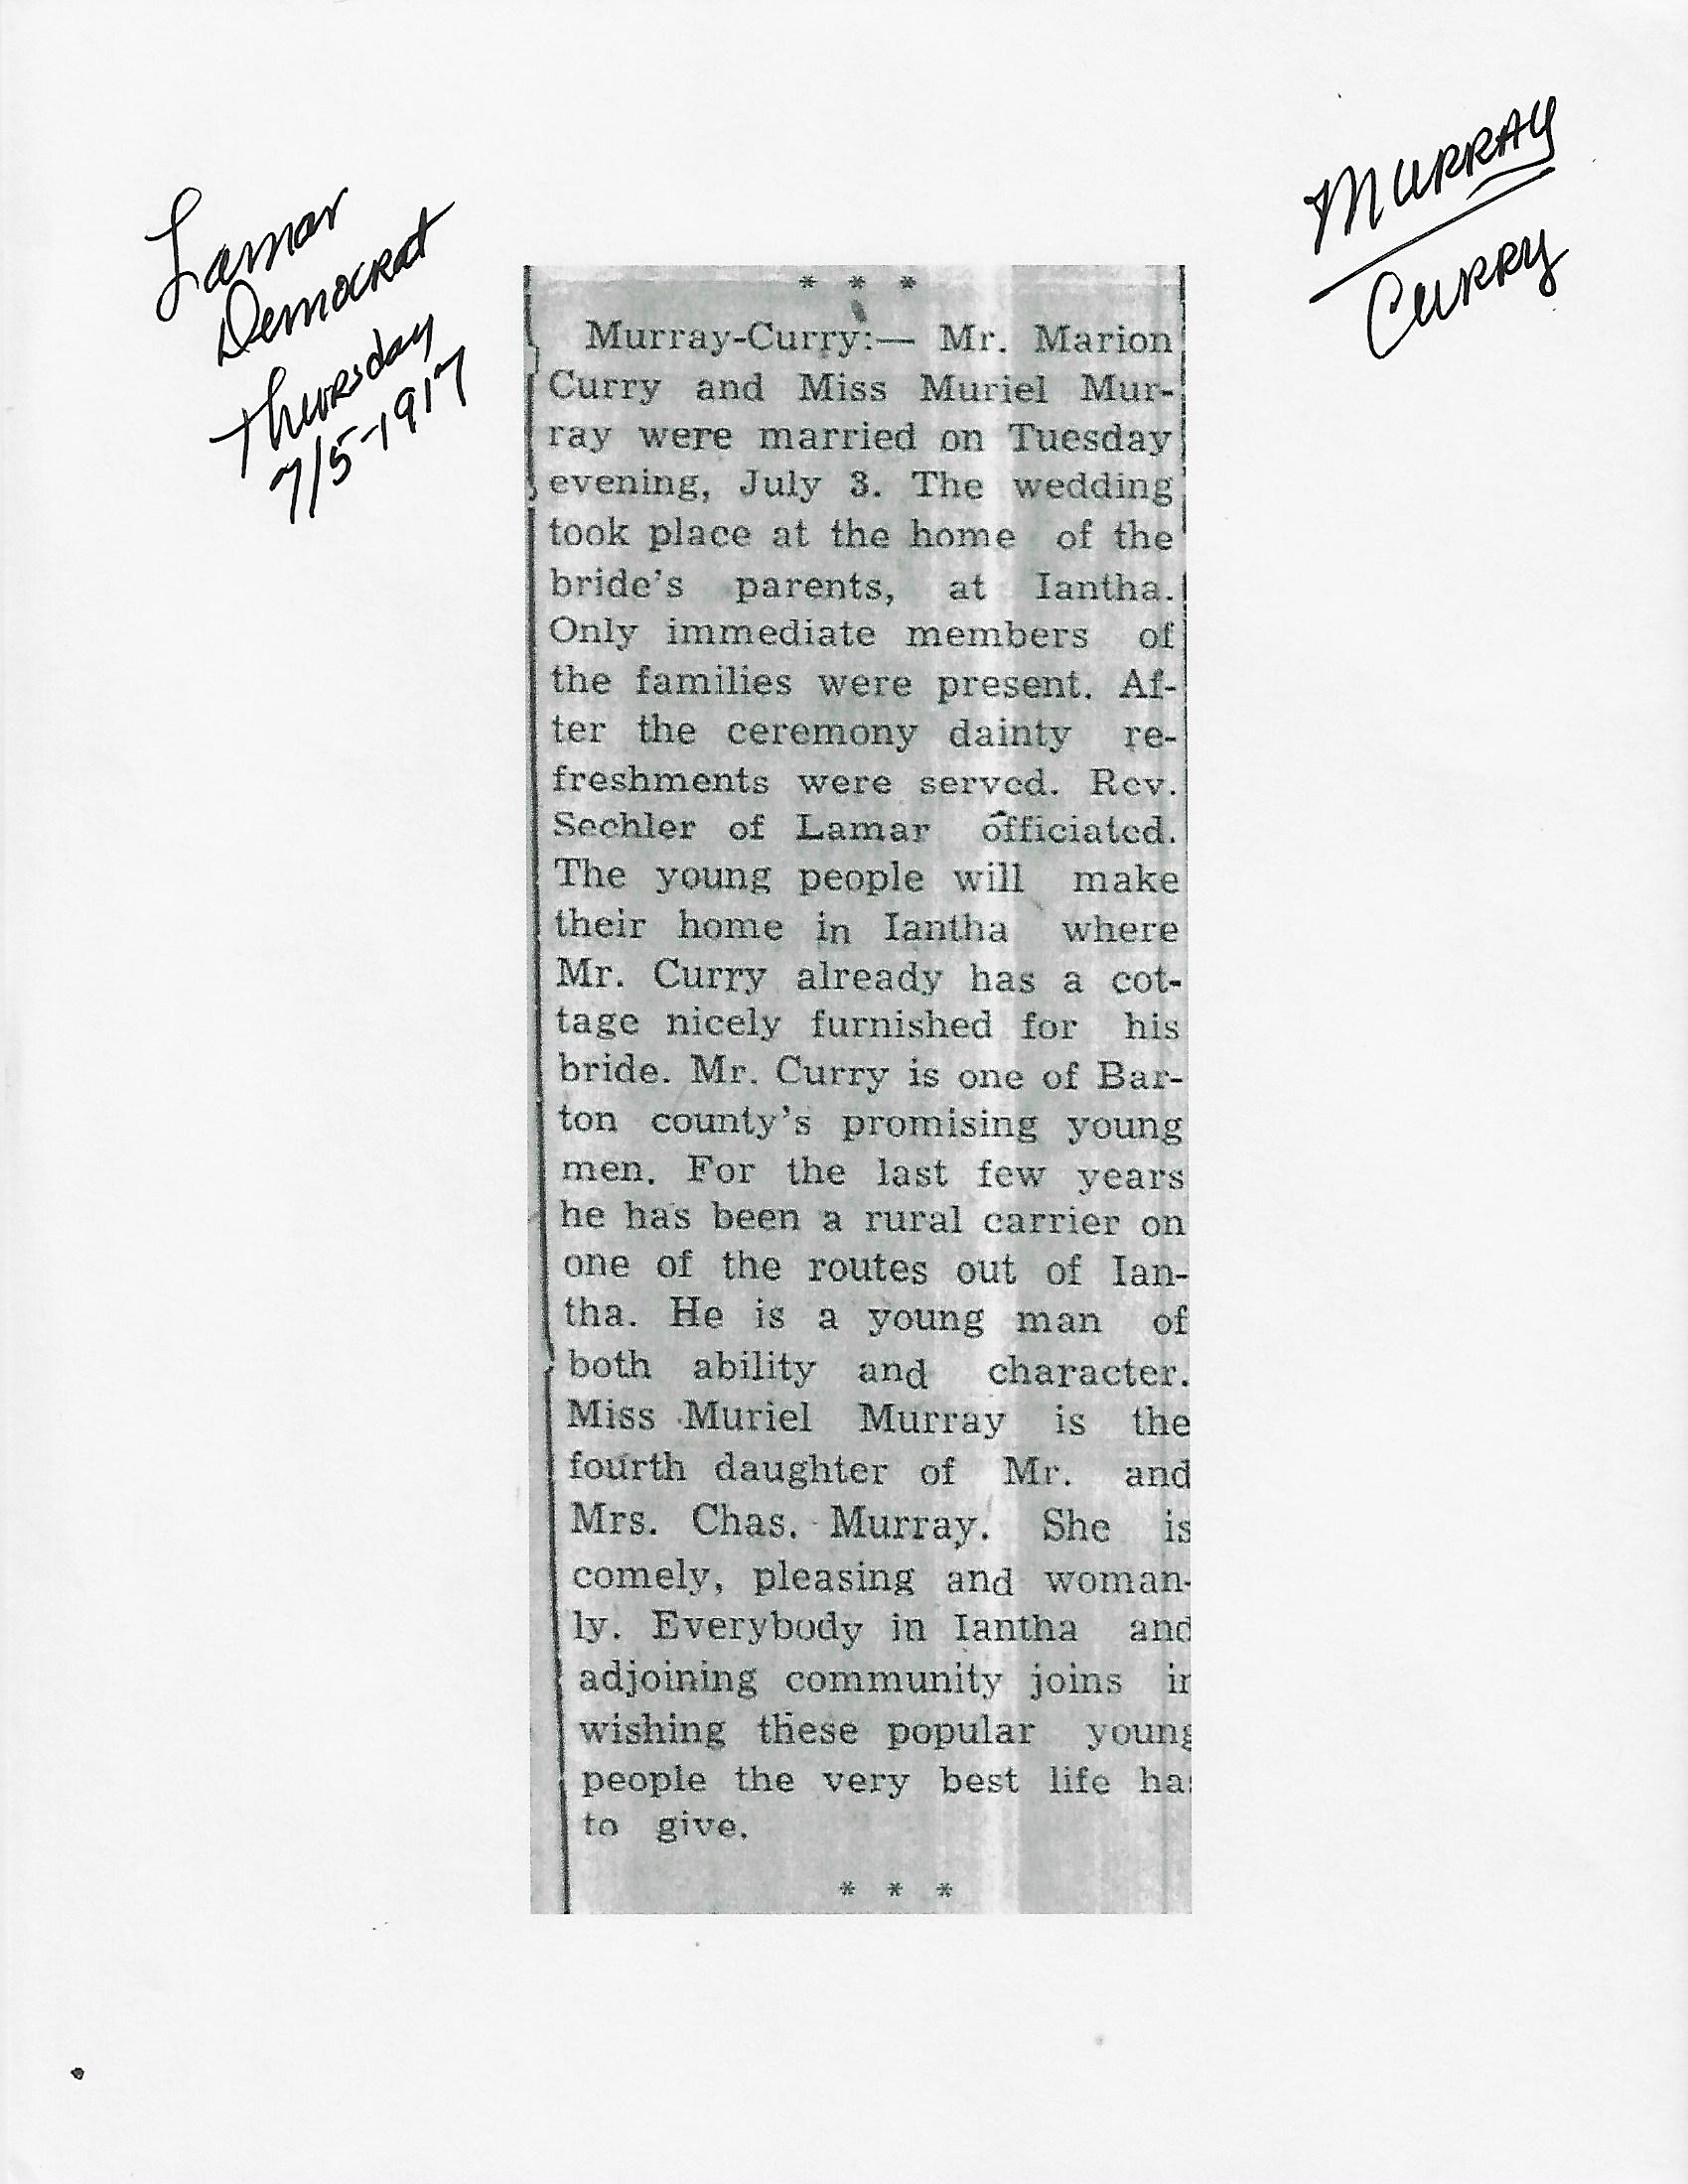 Lamar
Democrat
Thursday
7/5-1917
MURRAY
CURRY
* * *
Murray-Curry:— Mr. Marion
Curry and Miss Muriel Mur-
ray were married on Tuesday
evening, July 3. The wedding
took place at the home of the
bride's parents, at Iantha.
Only immediate members of
the families were present. Af-
ter the ceremony dainty re-
freshments were served. Rev.
Sechler of Lamar officiated.
The young people will make
their home in Iantha where
Mr. Curry already has a cot-
tage nicely furnished for his
bride. Mr. Curry is one of Bar-
ton county's promising young
men. For the last few years
he has been a rural carrier on
one of the routes out of Ian-
tha. He is a young man of
both ability and character.
Miss Muriel Murray is the
fourth daughter of Mr. and
Mrs. Chas. Murray. She is
comely, pleasing and woman-
ly. Everybody in Iantha and
adjoining community joins in
wishing these popular young
people the very best life has
to give.
* * *